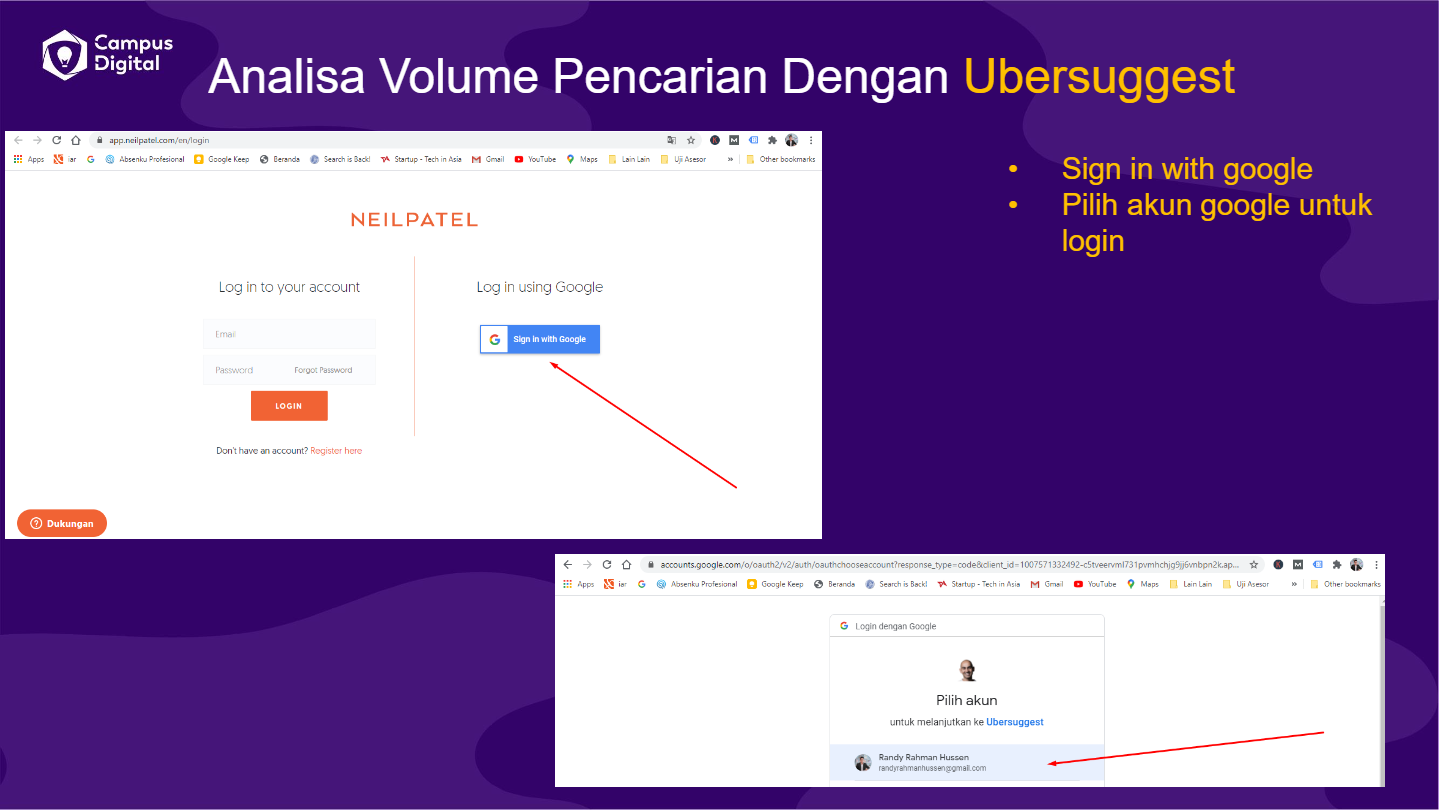 Campus
Digital
Analisa Volume Pencarian Dengan Ubersuggest
app.neilpatel.com/en/login
Apps iar Absenku Profesional Google Keep Beranda Search is Back! Startup - Tech in Asia Gmail YouTube Maps Lain Lain Uji Asesor » Other bookmarks
NEILPATEL
Log in to your account
Email
Password Forgot Password
LOGIN
Don't have an account? Register here
Log in using Google
Sign in with Google
Dukungan
• Sign in with google
• Pilih akun google untuk
login
accounts.google.com/o/oauth2/v2/auth/oauthchooseaccount?response_type=code&client_id=1007571332492-c5tveervml731pvmhchjg9jj6vnbpn2k.ap...
Apps iar Absenku Profesional Google Keep Beranda Search is Back! Startup - Tech in Asia Gmail YouTube Maps Lain Lain Uji Asesor » Other bookmarks
Login dengan Google
Pilih akun
untuk melanjutkan ke Ubersuggest
Randy Rahman Hussen
randyrahmanhussen@gmail.com